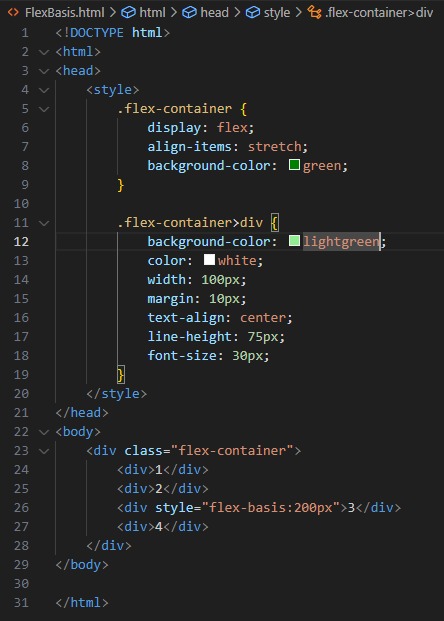 FlexBasis.html > html > head > style > .flex-container>div
1 <!DOCTYPE html>
2 <html>
3 <head>
4     <style>
5         .flex-container {
6             display: flex;
7             align-items: stretch;
8             background-color: green;
9         }
10
11         .flex-container>div {
12             background-color: lightgreen;
13             color: white;
14             width: 100px;
15             margin: 10px;
16             text-align: center;
17             line-height: 75px;
18             font-size: 30px;
19         }
20     </style>
21 </head>
22 <body>
23     <div class="flex-container">
24         <div>1</div>
25         <div>2</div>
26         <div style="flex-basis:200px">3</div>
27         <div>4</div>
28     </div>
29 </body>
30
31 </html>